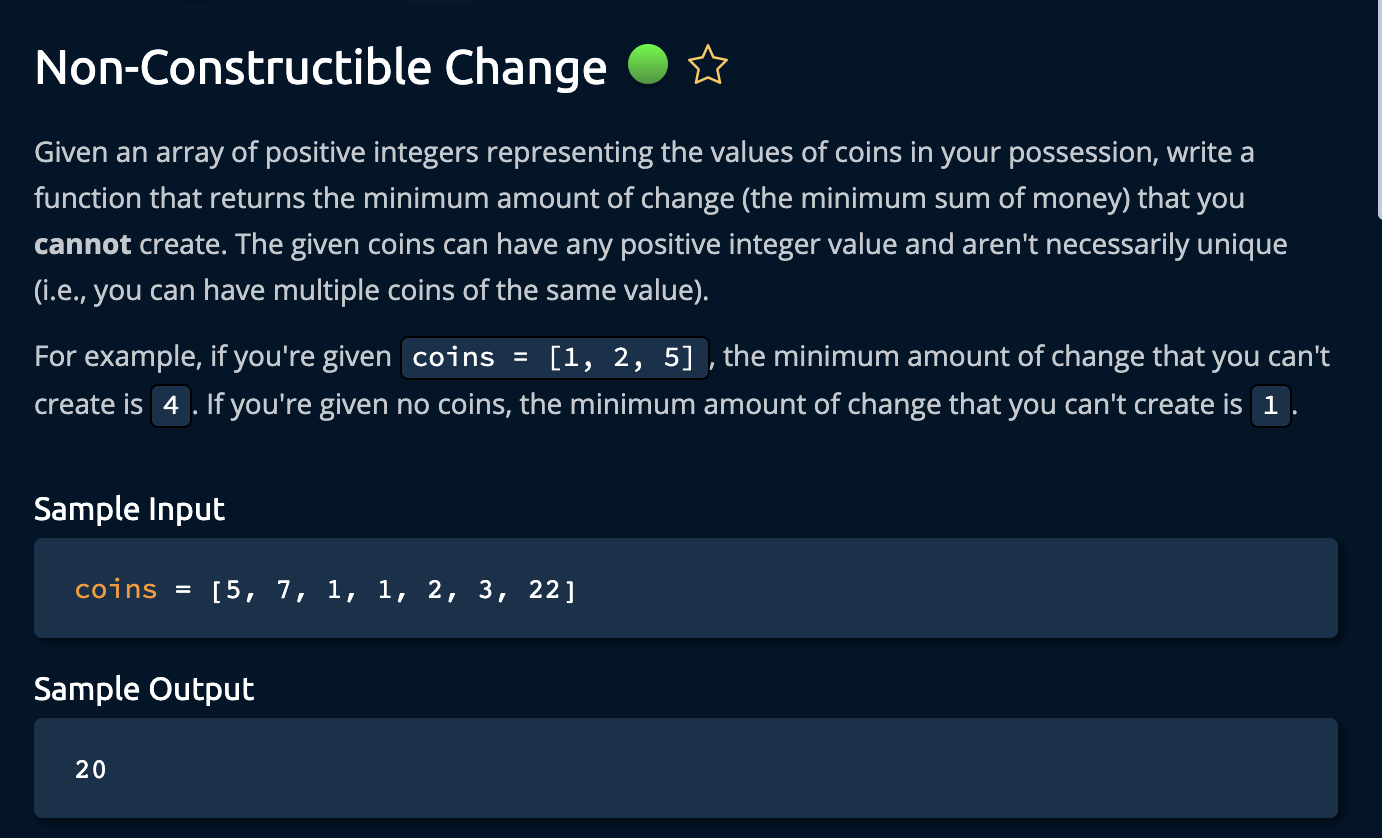 Non-Constructible Change
Given an array of positive integers representing the values of coins in your possession, write a
function that returns the minimum amount of change (the minimum sum of money) that you
cannot create. The given coins can have any positive integer value and aren't necessarily unique
(i.e., you can have multiple coins of the same value).
For example, if you're given coins = [1, 2, 5], the minimum amount of change that you can't
create is 4. If you're given no coins, the minimum amount of change that you can't create is 1.
Sample Input
coins = [5, 7, 1, 1, 2, 3, 22]
Sample Output
20